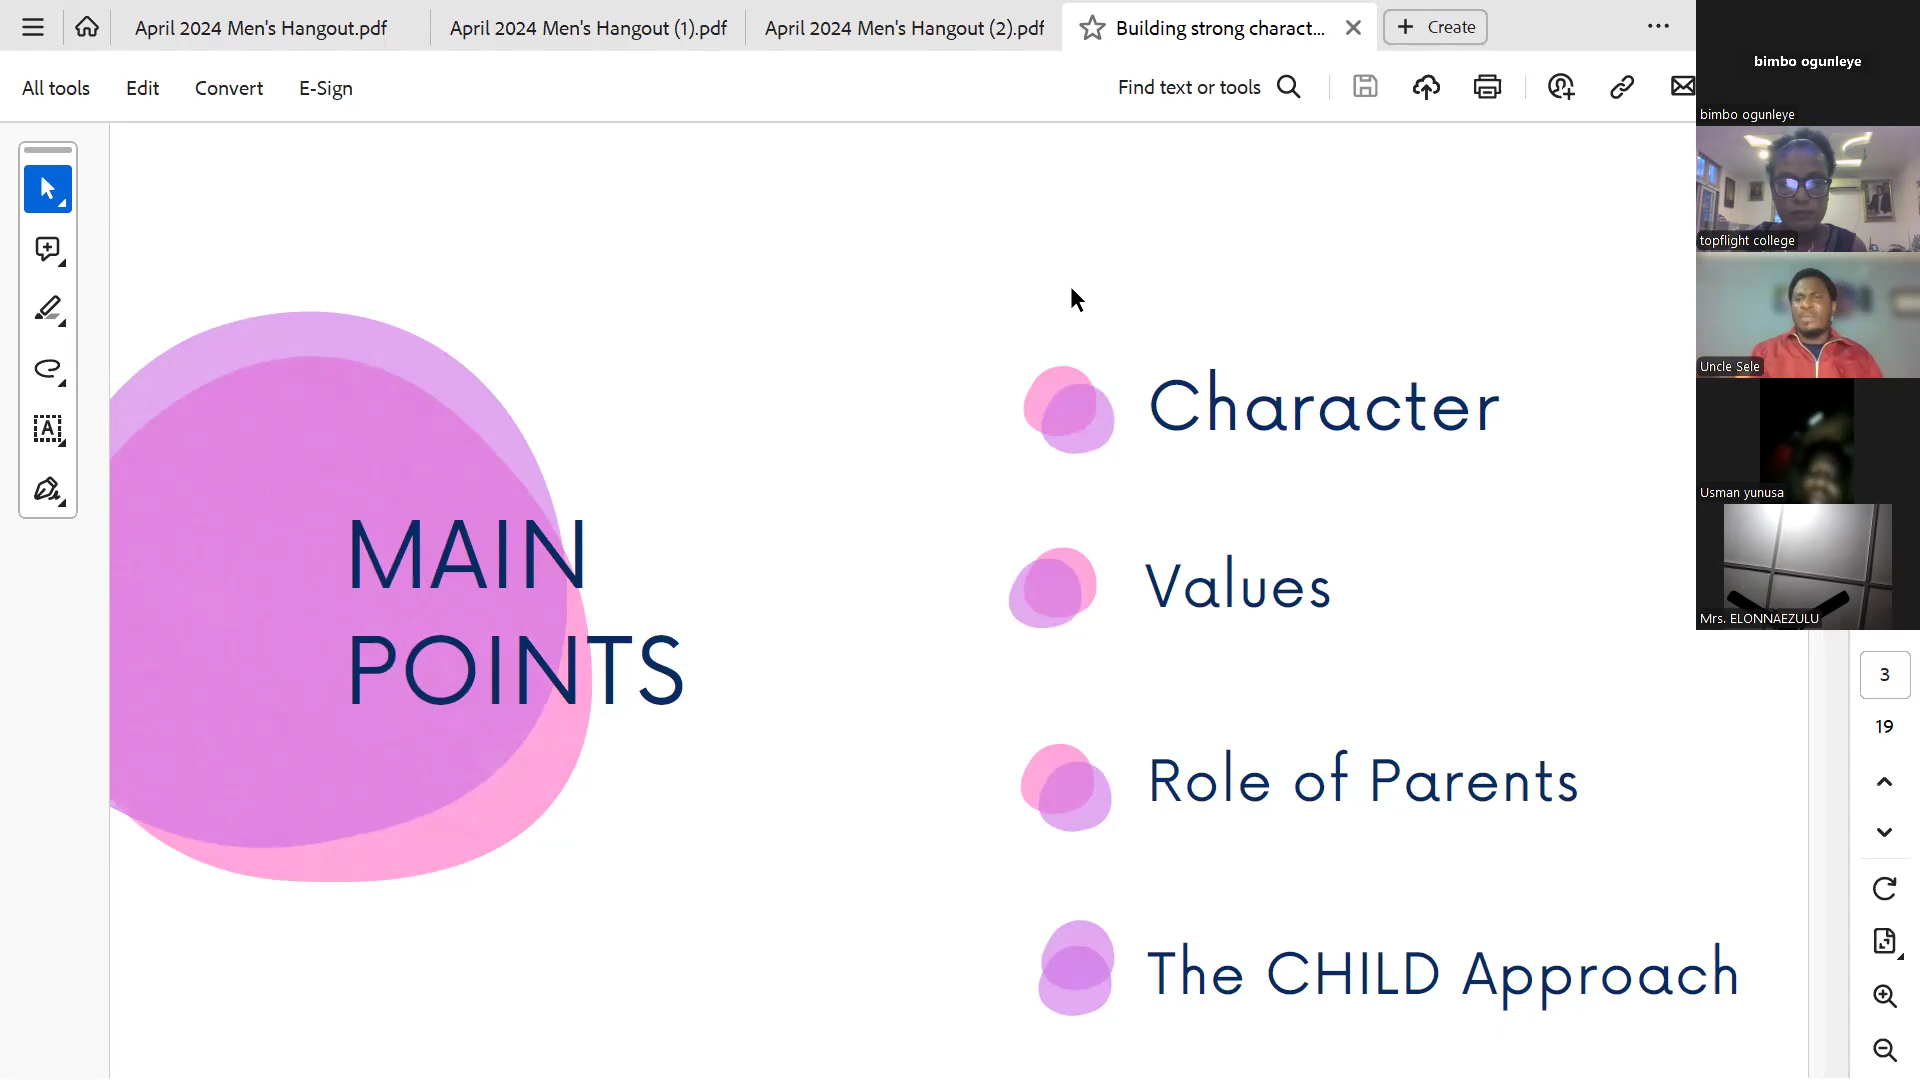 April 2024 Men's Hangout.pdf
April 2024 Men's Hangout (1).pdf
April 2024 Men's Hangout (2).pdf
Building strong charact...
Create
All tools
Edit
Convert
E-Sign
Find text or tools
bimbo ogunleye
bimbo ogunleye
topflight college
Uncle Sele
Usman yunusa
Mrs. ELONNAEZULU
MAIN
POINTS
Character
Values
Role of Parents
The CHILD Approach
3
19